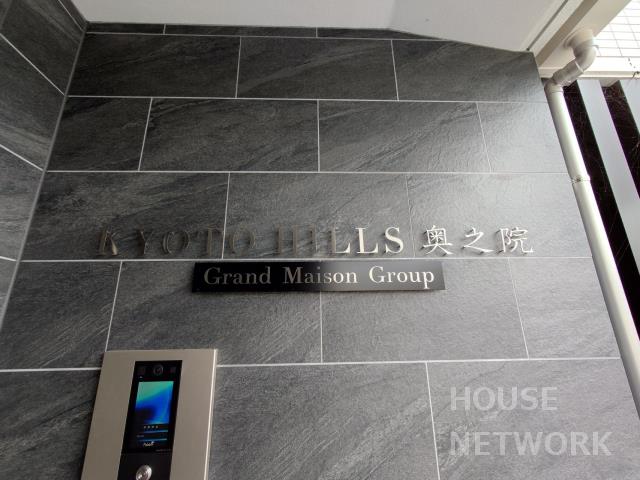 KYOTO HILLS 奥之院
Grand Maison Group
HOUSE
NETWORK